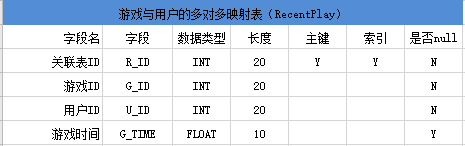 游戏与用户的多对多映射表（RecentPlay）
字段名 字段 数据类型 长度 主键 索引 是否null
关联表ID R_ID INT 20 Y Y N
游戏ID G_ID INT 20 N
用户ID U_ID INT 20 N
游戏时间 G_TIME FLOAT 10 Y